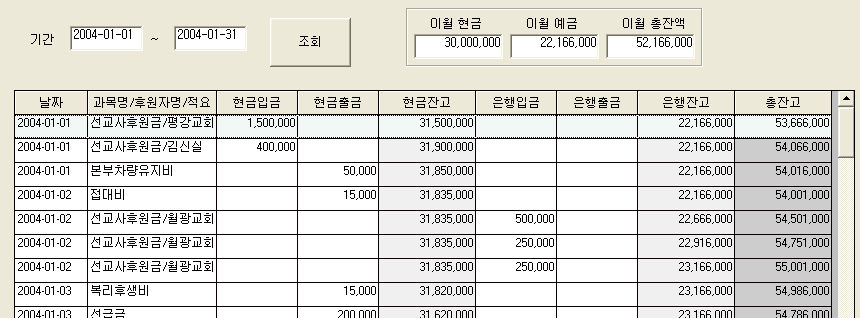 이월 현금 이월 예금 이월 총잔액
기간 2004-01-01 ~ 2004-01-31 조회 30,000,000 22,166,000 52,166,000
날짜 과목명/후원자명/적요 현금입금 현금출금 현금잔고 은행입금 은행출금 은행잔고 총잔고
2004-01-01 선교사후원금/평강교회 1,500,000 31,500,000 22,166,000 53,666,000
2004-01-01 선교사후원금/김신실 400,000 31,900,000 22,166,000 54,066,000
2004-01-01 본부차량유지비 50,000 31,850,000 22,166,000 54,016,000
2004-01-02 접대비 15,000 31,835,000 22,166,000 54,001,000
2004-01-02 선교사후원금/월광교회 31,835,000 500,000 22,666,000 54,501,000
2004-01-02 선교사후원금/월광교회 31,835,000 250,000 22,916,000 54,751,000
2004-01-02 선교사후원금/월광교회 31,835,000 250,000 23,166,000 55,001,000
2004-01-03 복리후생비 15,000 31,820,000 23,166,000 54,986,000
2004-01-03 선급금 200,000 31,620,000 23,166,000 54,786,000